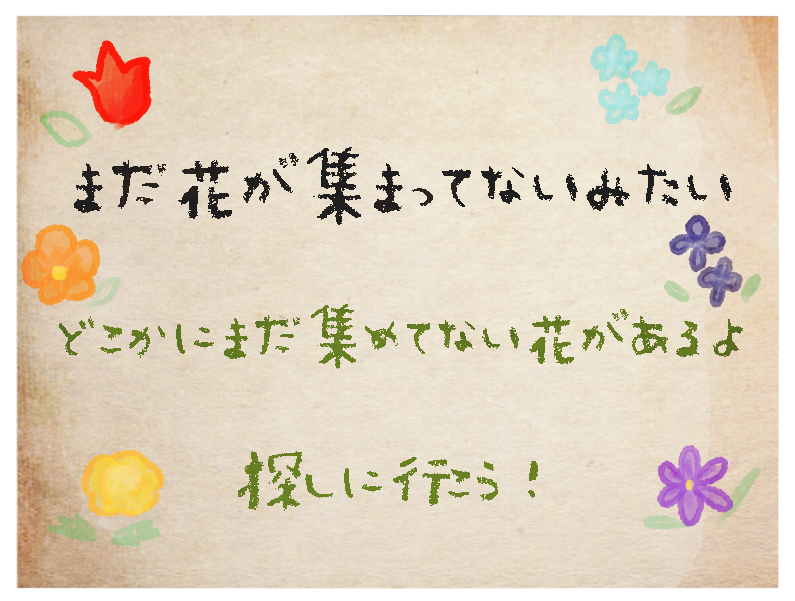 まだ花が集まってないみたい
どこかにまだ集めてない花があるよ
探しに行こう！